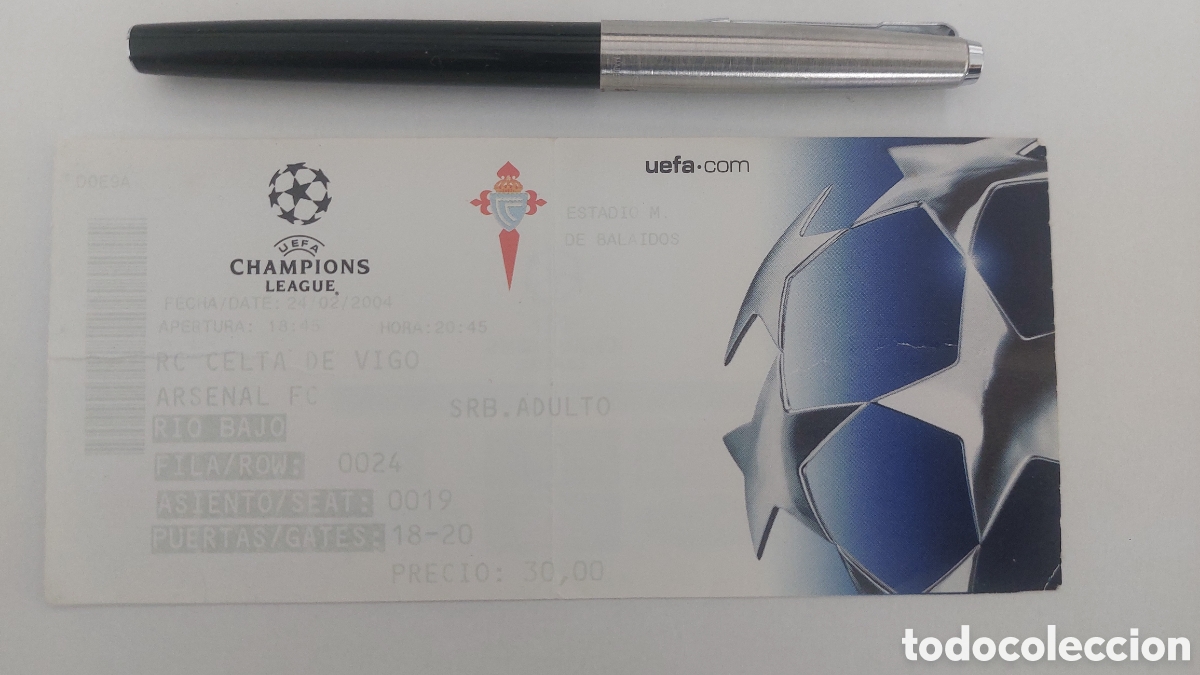 D0E9A
UEFA
CHAMPIONS
LEAGUE
uefa.com
ESTADIO M.
DE BALAIDOS
FECHA/DATE: 24/02/2004
APERTURA: 18:45 HORA:20:45
RC CELTA DE VIGO
ARSENAL FC
SRB.ADULTO
RIO BAJO
FILA/ROW: 0024
ASIENTO/SEAT: 0019
PUERTAS/GATES: 18-20
PRECIO: 30,00
todocoleccion